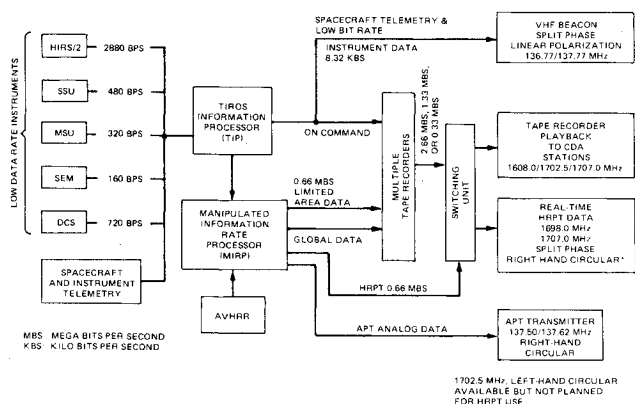 LOW DATA RATE INSTRUMENTS
HIRS/2
2880 BPS
SSU
480 BPS
MSU
320 BPS
SEM
160 BPS
DCS
720 BPS
SPACECRAFT
AND INSTRUMENT
TELEMETRY
MBS MEGA BITS PER SECOND
KBS KILO BITS PER SECOND
TIROS
INFORMATION
PROCESSOR
(TIP)
MANIPULATED
INFORMATION
RATE
PROCESSOR
(MIRP)
AVHRR
SPACECRAFT TELEMETRY &
LOW BIT RATE
INSTRUMENT DATA
8.32 KBS
ON COMMAND
0.66 MBS
LIMITED
AREA DATA
GLOBAL DATA
HRPT 0.66 MBS
APT ANALOG DATA
MULTIPLE
TAPE RECORDERS
2.66 MBS, 1.33 MBS,
OR 0.33 MBS
SWITCHING
UNIT
VHF BEACON
SPLIT PHASE
LINEAR POLARIZATION
136.77/137.77 MHz
TAPE RECORDER
PLAYBACK
TO CDA
STATIONS
1608.0/1702.5/1707.0 MHz
REAL-TIME
HRPT DATA
1698.0 MHz
1707.0 MHz
SPLIT PHASE
RIGHT HAND CIRCULAR*
APT TRANSMITTER
137.50/137.62 MHz
RIGHT-HAND
CIRCULAR
1702.5 MHz, LEFT-HAND CIRCULAR
AVAILABLE BUT NOT PLANNED
FOR HRPT USE